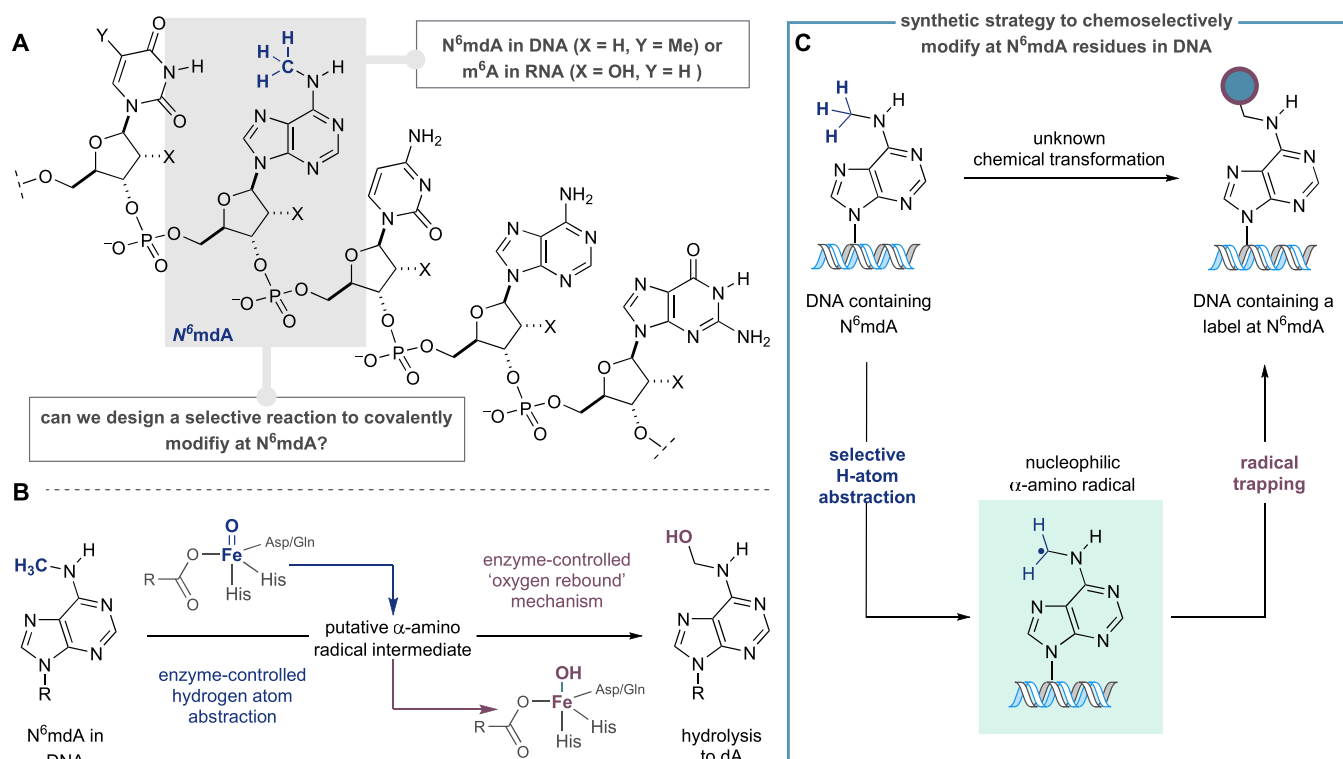 A
N⁶mdA in DNA (X = H, Y = Me) or
m⁶A in RNA (X = OH, Y = H )
Y
O
N
H
N
O
O
O
X
O
P
⁻O
O
O
H
H
C
H
N
H
N
N
N
N
O
X
O
P
⁻O
O
O
N⁶mdA
NH₂
N
N
O
O
X
O
P
⁻O
O
O
NH₂
N
N
N
N
O
X
O
P
⁻O
O
O
O
N
H
N
NH₂
N
N
O
X
O
can we design a selective reaction to covalently
modifiy at N⁶mdA?
B
H₃C
H
N
N
N
N
N
R
N⁶mdA in
DNA
O
Fe
O
R
O
Asp/Gln
His
His
enzyme-controlled
hydrogen atom
abstraction
putative α-amino
radical intermediate
enzyme-controlled
'oxygen rebound'
mechanism
OH
Fe
O
R
O
Asp/Gln
His
His
HO
H
N
N
N
N
N
R
hydrolysis
to dA
C
synthetic strategy to chemoselectively
modify at N⁶mdA residues in DNA
H
H
H
H
N
N
N
N
N
DNA containing
N⁶mdA
unknown
chemical transformation
H
N
N
N
N
N
DNA containing a
label at N⁶mdA
selective
H-atom
abstraction
nucleophilic
α-amino radical
H
H
H
N
N
N
N
N
radical
trapping